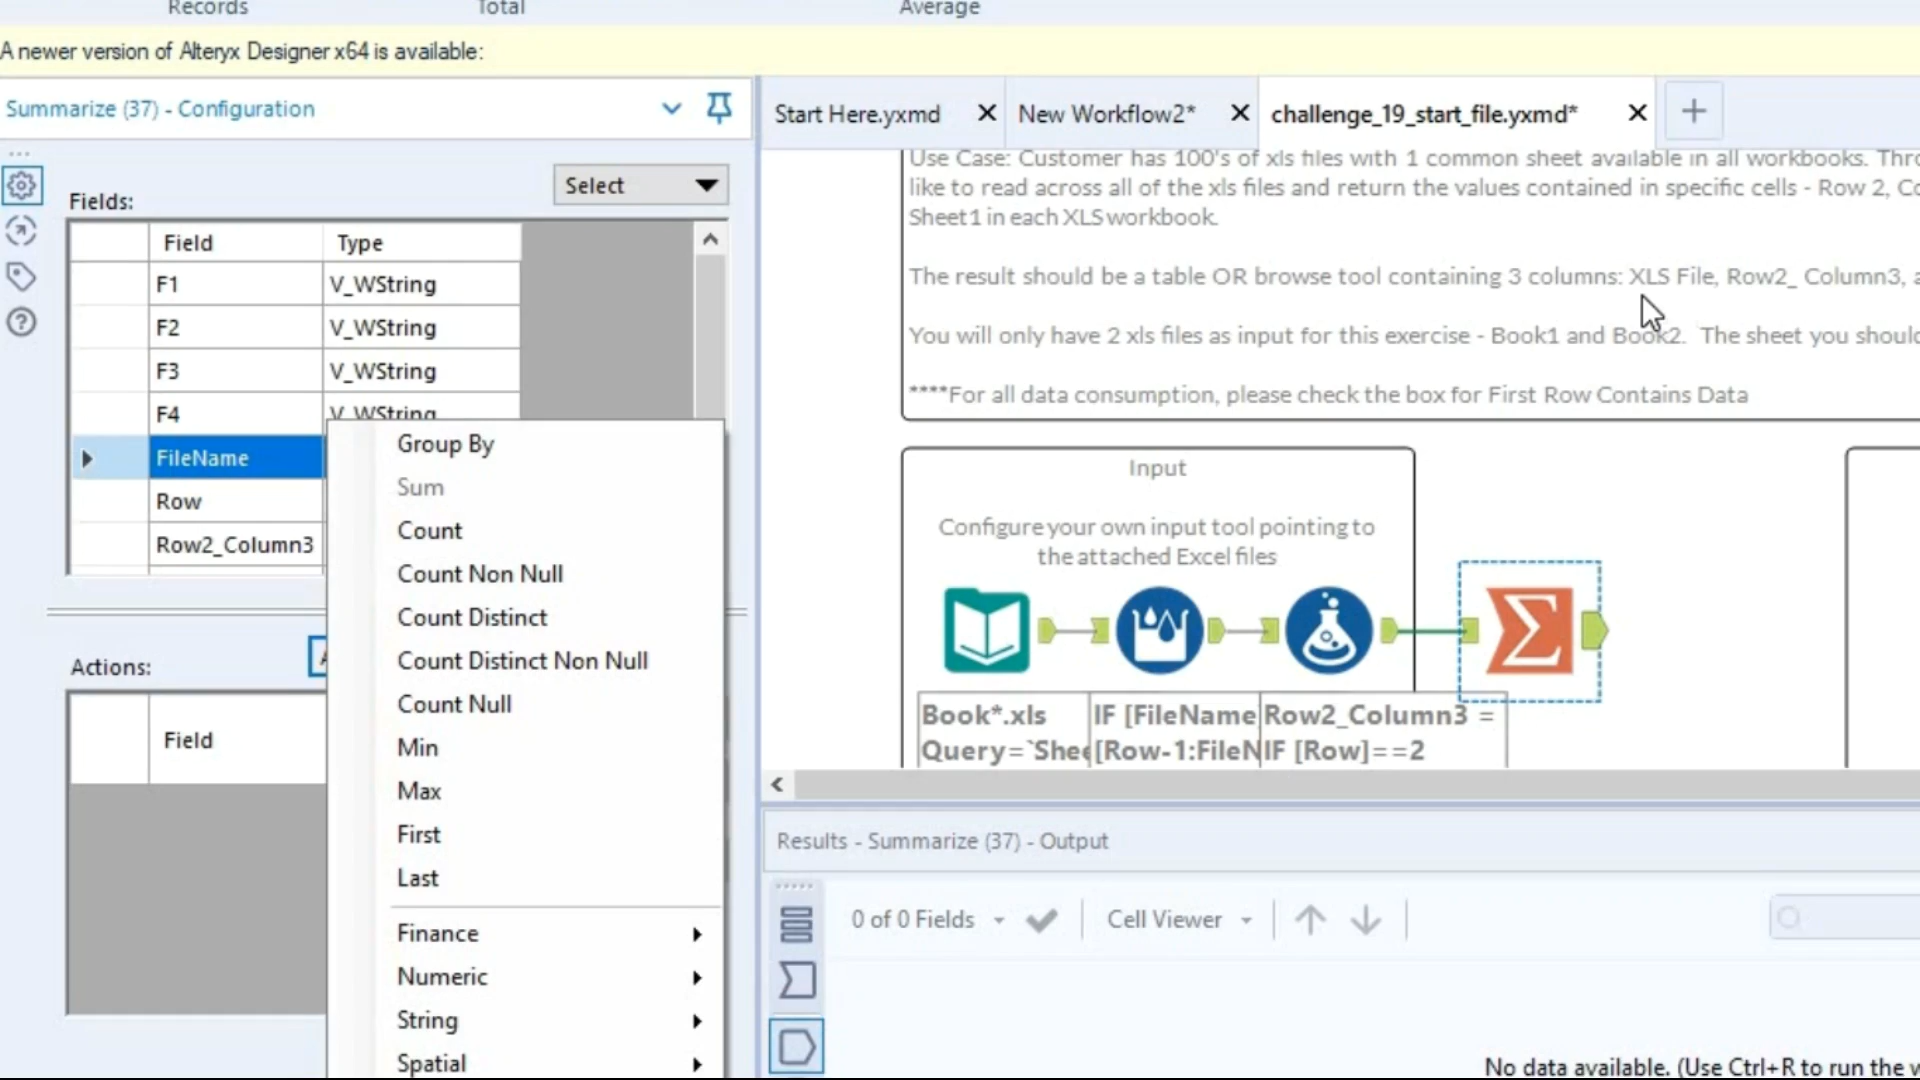 Records
Total
Average
A newer version of Alteryx Designer x64 is available:
Summarize (37) - Configuration
Start Here.yxmd
New Workflow2*
challenge_19_start_file.yxmd*
Select
Fields:
Field Type
F1 V_WString
F2 V_WString
F3 V_WString
F4 V_WString
FileName
Row
Row2_Column3
Group By
Sum
Count
Count Non Null
Count Distinct
Count Distinct Non Null
Count Null
Min
Max
First
Last
Finance
Numeric
String
Spatial
Actions:
Field
Use Case: Customer has 100's of xls files with 1 common sheet available in all workbooks. Thro
like to read across all of the xls files and return the values contained in specific cells - Row 2, Co
Sheet1 in each XLS workbook.
The result should be a table OR browse tool containing 3 columns: XLS File, Row2_ Column3, a
You will only have 2 xls files as input for this exercise - Book1 and Book2. The sheet you should
****For all data consumption, please check the box for First Row Contains Data
Input
Configure your own input tool pointing to
the attached Excel files
Book*.xls
Query=`Shee
IF [FileName
[Row-1:FileN
Row2_Column3 =
IF [Row]==2
Results - Summarize (37) - Output
0 of 0 Fields
Cell Viewer
No data available. (Use Ctrl+R to run the w